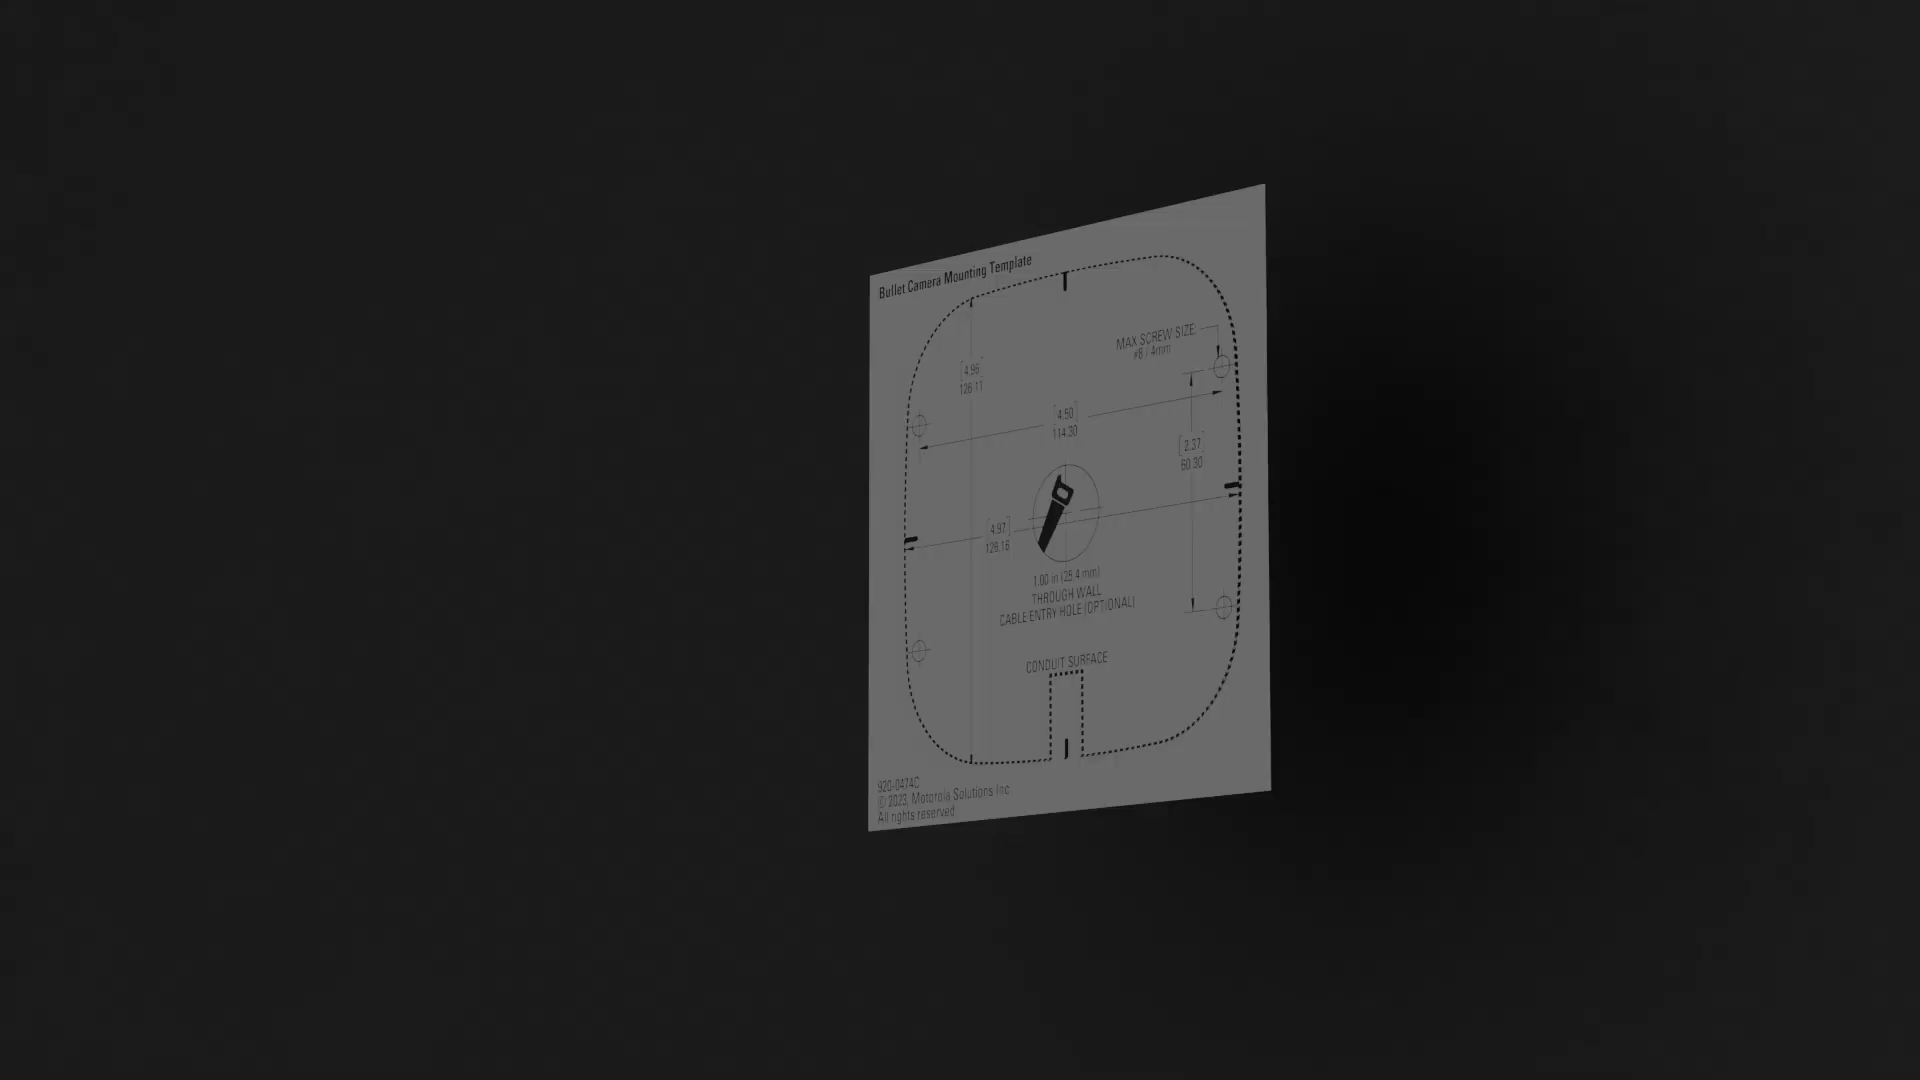 Bullet Camera Mounting Template
MAX SCREW SIZE:
#8 / 4mm
[4.96]
126.11
[4.50]
114.30
[2.37]
60.30
[4.97]
126.16
1.00 in (25.4 mm)
THROUGH WALL
CABLE ENTRY HOLE (OPTIONAL)
CONDUIT SURFACE
920-0474C
© 2023, Motorola Solutions Inc
All rights reserved